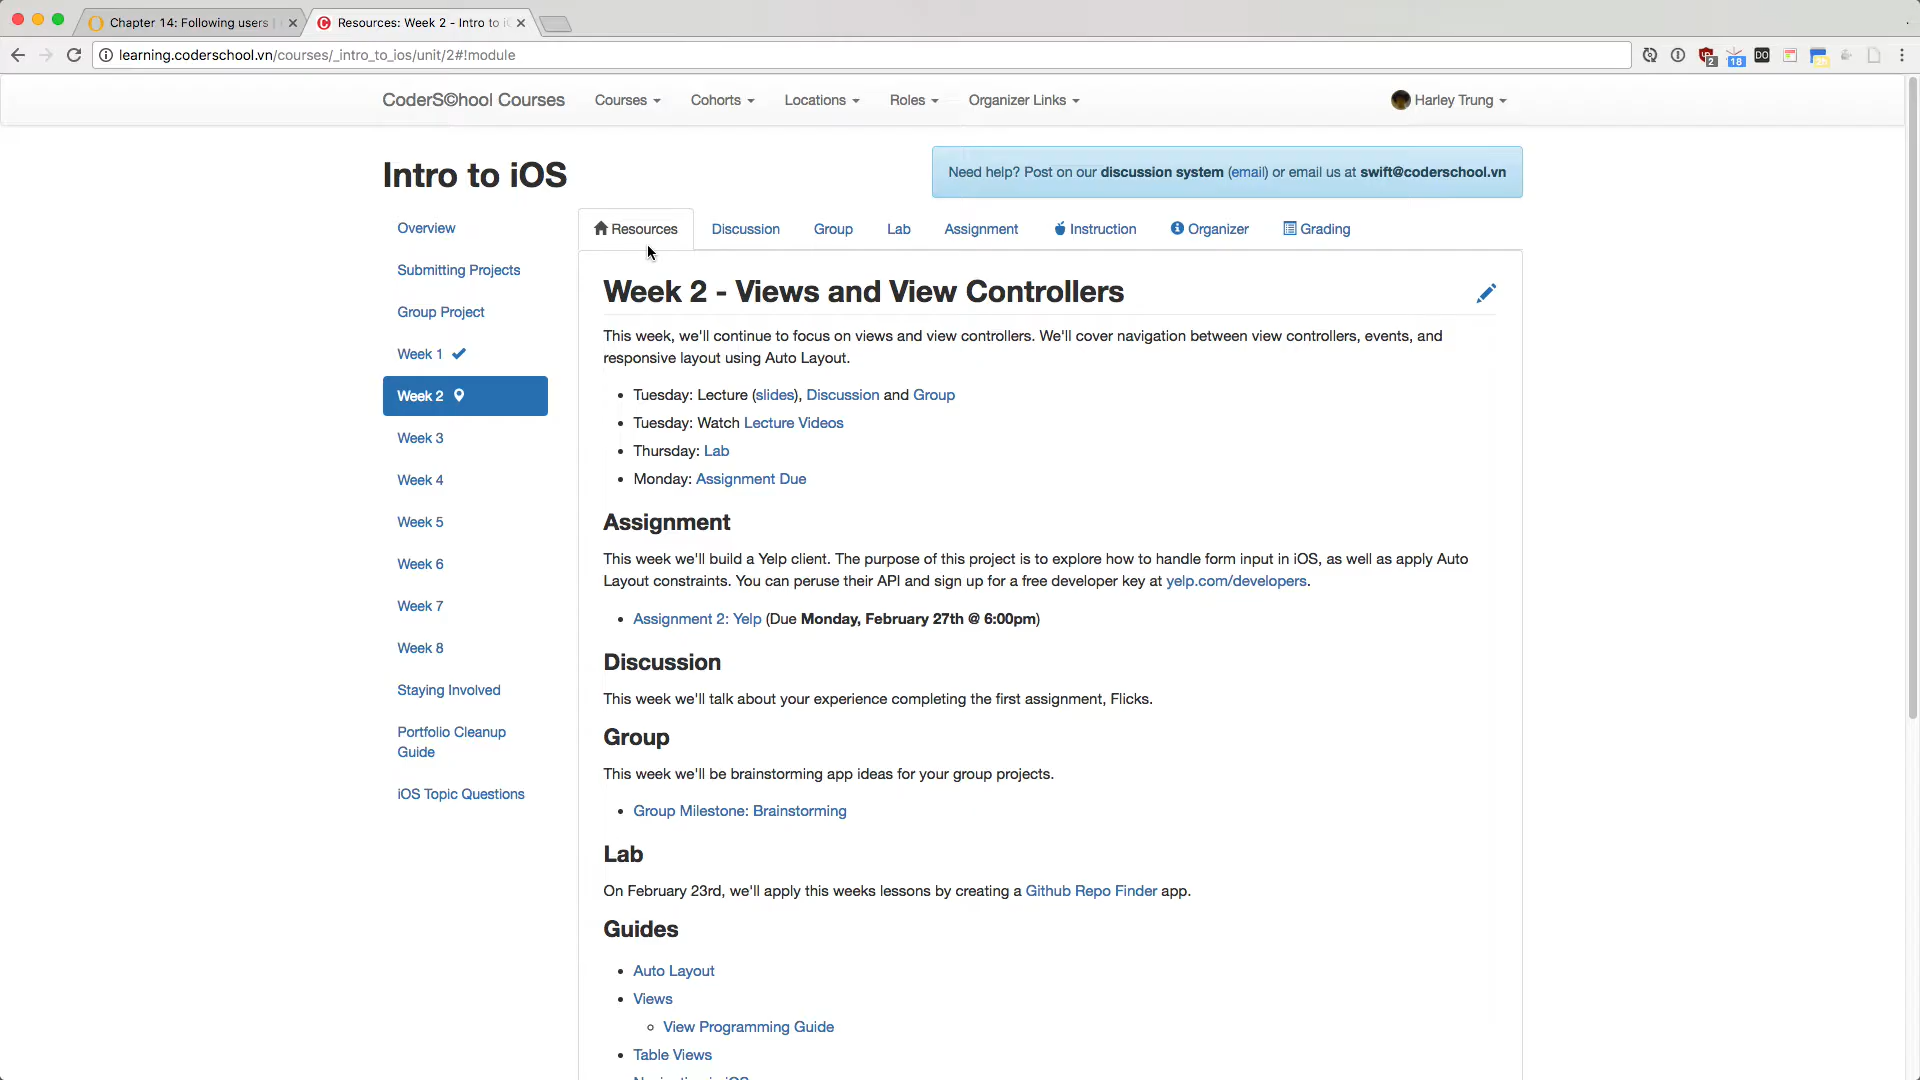 Chapter 14: Following users |
Resources: Week 2 - Intro to i
learning.coderschool.vn/courses/_intro_to_ios/unit/2#!module
2
18
DO
CoderS©hool Courses
Courses
Cohorts
Locations
Roles
Organizer Links
Harley Trung
Intro to iOS
Need help? Post on our discussion system (email) or email us at swift@coderschool.vn
Overview
Submitting Projects
Group Project
Week 1
Week 2
Week 3
Week 4
Week 5
Week 6
Week 7
Week 8
Staying Involved
Portfolio Cleanup
Guide
iOS Topic Questions
Resources
Discussion
Group
Lab
Assignment
Instruction
Organizer
Grading
Week 2 - Views and View Controllers
This week, we'll continue to focus on views and view controllers. We'll cover navigation between view controllers, events, and
responsive layout using Auto Layout.
Tuesday: Lecture (slides), Discussion and Group
Tuesday: Watch Lecture Videos
Thursday: Lab
Monday: Assignment Due
Assignment
This week we'll build a Yelp client. The purpose of this project is to explore how to handle form input in iOS, as well as apply Auto
Layout constraints. You can peruse their API and sign up for a free developer key at yelp.com/developers.
Assignment 2: Yelp (Due Monday, February 27th @ 6:00pm)
Discussion
This week we'll talk about your experience completing the first assignment, Flicks.
Group
This week we'll be brainstorming app ideas for your group projects.
Group Milestone: Brainstorming
Lab
On February 23rd, we'll apply this weeks lessons by creating a Github Repo Finder app.
Guides
Auto Layout
Views
View Programming Guide
Table Views